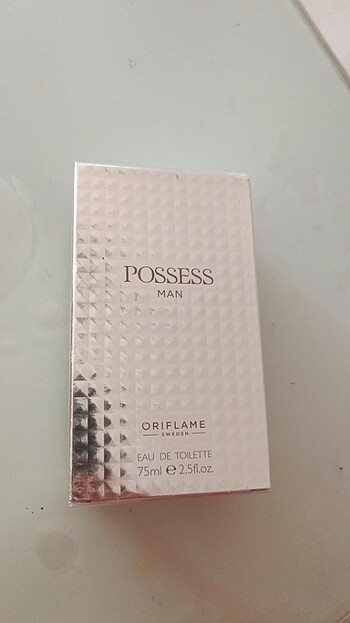 POSSESS
MAN
ORIFLAME
SWEDEN
EAU DE TOILETTE
75ml ℮ 2.5fl.oz.